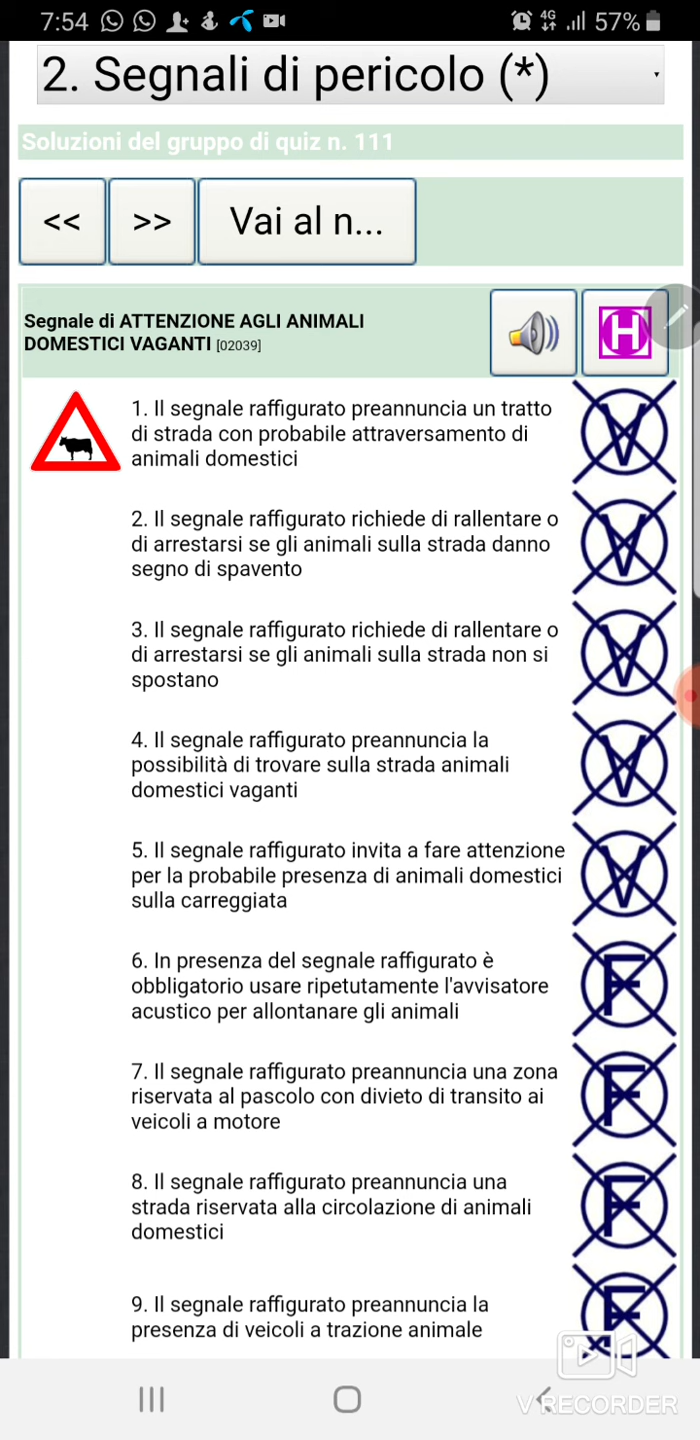 7:54
4G
57%
2. Segnali di pericolo (*)
Soluzioni del gruppo di quiz n. 111
<<
>>
Vai al n...
Segnale di ATTENZIONE AGLI ANIMALI
DOMESTICI VAGANTI [02039]
H
1. Il segnale raffigurato preannuncia un tratto
di strada con probabile attraversamento di
animali domestici
V
2. Il segnale raffigurato richiede di rallentare o
di arrestarsi se gli animali sulla strada danno
segno di spavento
V
3. Il segnale raffigurato richiede di rallentare o
di arrestarsi se gli animali sulla strada non si
spostano
V
4. Il segnale raffigurato preannuncia la
possibilità di trovare sulla strada animali
domestici vaganti
V
5. Il segnale raffigurato invita a fare attenzione
per la probabile presenza di animali domestici
sulla carreggiata
V
6. In presenza del segnale raffigurato è
obbligatorio usare ripetutamente l'avvisatore
acustico per allontanare gli animali
F
7. Il segnale raffigurato preannuncia una zona
riservata al pascolo con divieto di transito ai
veicoli a motore
F
8. Il segnale raffigurato preannuncia una
strada riservata alla circolazione di animali
domestici
F
9. Il segnale raffigurato preannuncia la
presenza di veicoli a trazione animale
F
V RECORDER